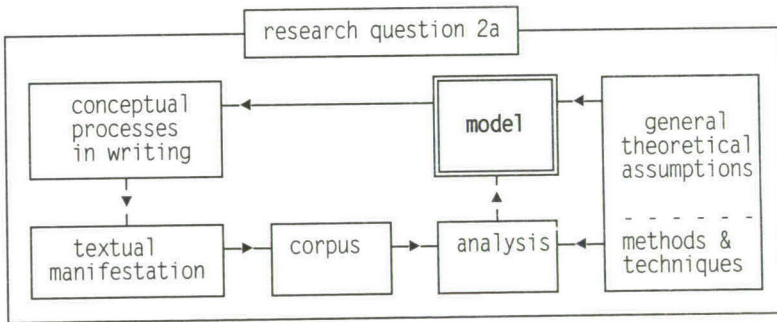 research question 2a
conceptual
processes
in writing
model
general
theoretical
assumptions
textual
manifestation
corpus
analysis
methods &
techniques